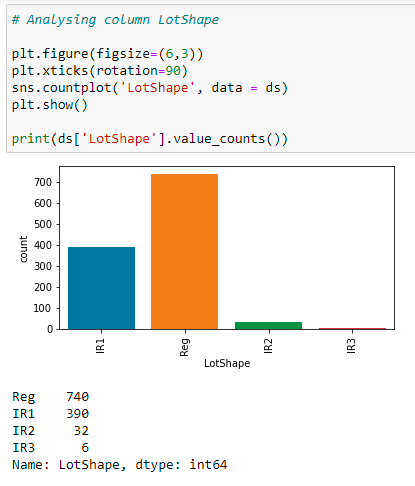 # Analysing column LotShape
plt.figure(figsize=(6,3))
plt.xticks(rotation=90)
sns.countplot('LotShape', data = ds)
plt.show()
print(ds['LotShape'].value_counts())
700
600
500
400
300
200
100
0
count
IR1
Reg
IR2
IR3
LotShape
Reg    740
IR1    390
IR2     32
IR3      6
Name: LotShape, dtype: int64